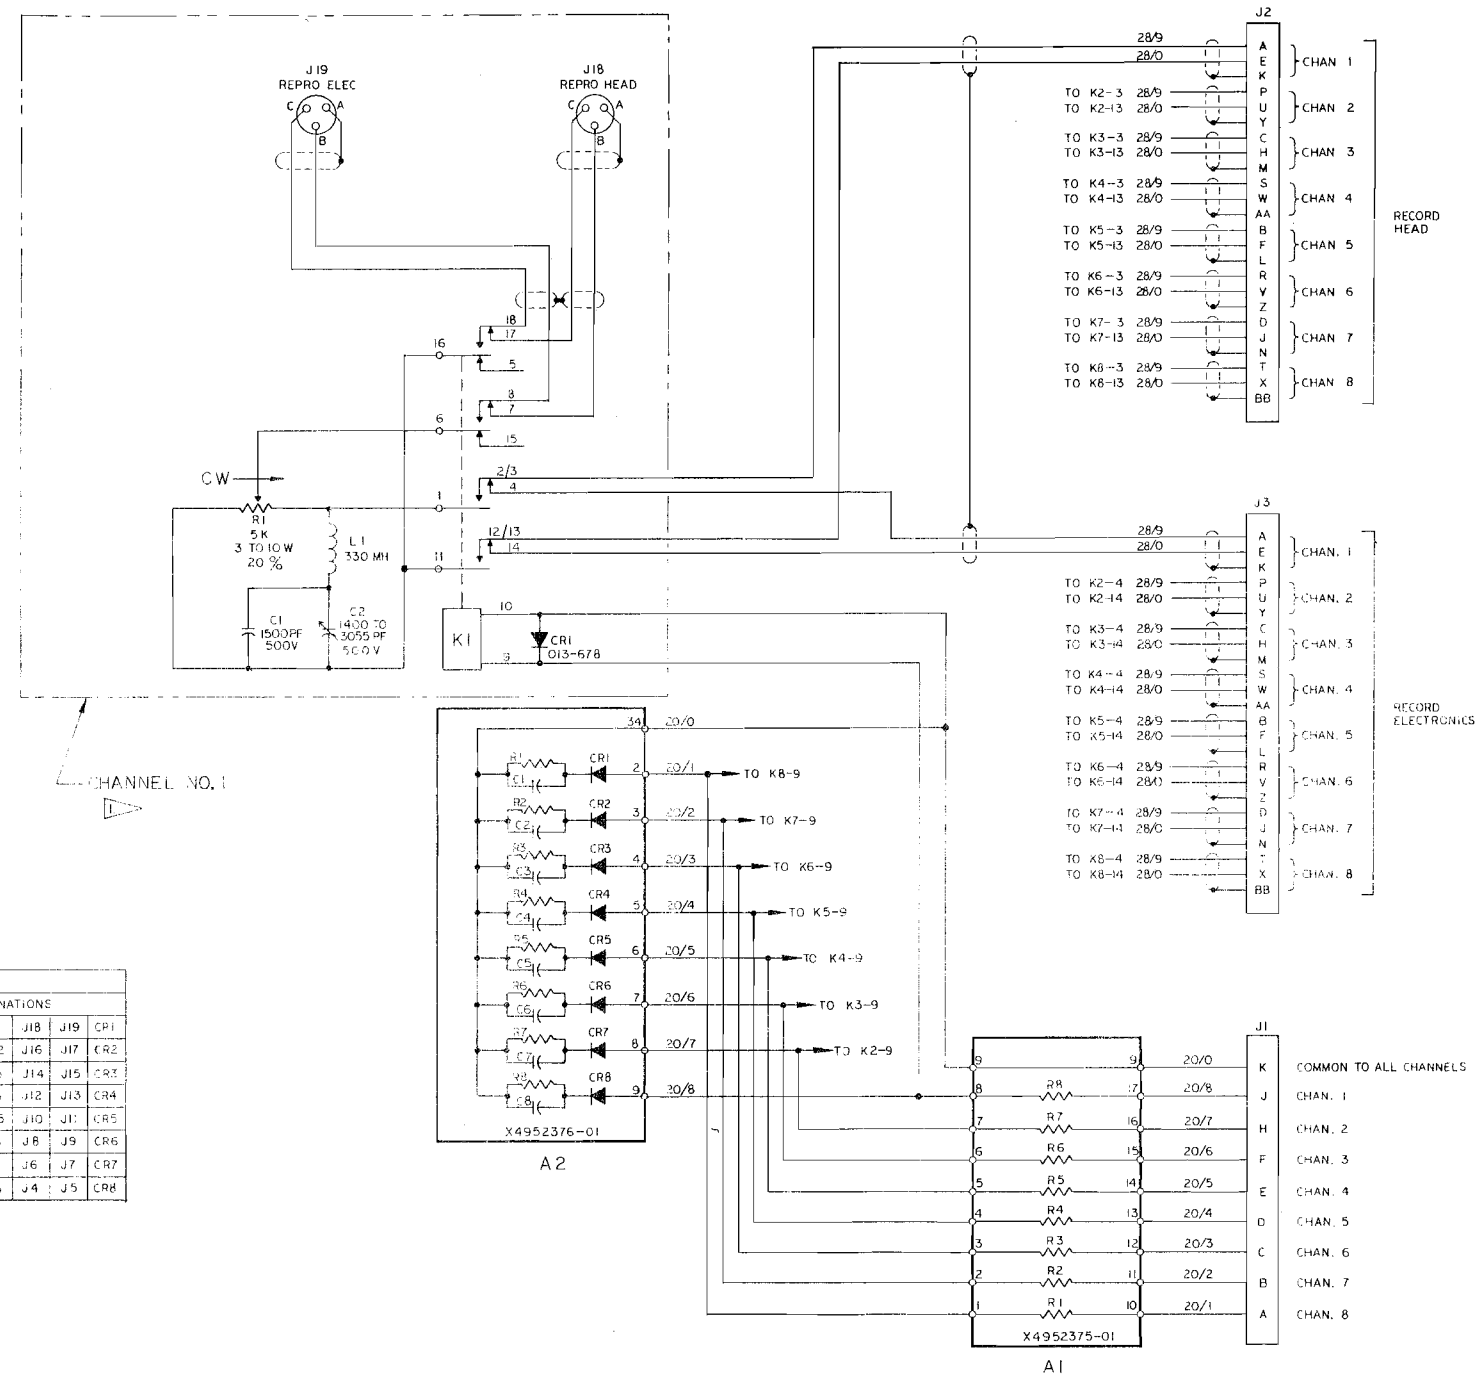 J19
REPRO ELEC
C A
B
J18
REPRO HEAD
C A
B
18
17
16
5
8
7
6
15
CW
2/3
4
1
R1
5K
3 TO 10 W
20 %
L1
330 MH
12/13
14
11
C1
1500PF
500V
C2
1400 TO
3055 PF
500V
10
K1
CR1
013-678
9
CHANNEL NO. 1
1
J2
28/9 A
28/0 E
K
CHAN 1
TO K2-3 28/9 P
TO K2-13 28/0 U
Y
CHAN 2
TO K3-3 28/9 C
TO K3-13 28/0 H
M
CHAN 3
TO K4-3 28/9 S
TO K4-13 28/0 W
AA
CHAN 4
TO K5-3 28/9 B
TO K5-13 28/0 F
L
CHAN 5
TO K6-3 28/9 R
TO K6-13 28/0 V
Z
CHAN 6
TO K7-3 28/9 D
TO K7-13 28/0 J
N
CHAN 7
TO K8-3 28/9 T
TO K8-13 28/0 X
BB
CHAN 8
RECORD
HEAD
J3
28/9 A
28/0 E
K
CHAN. 1
TO K2-4 28/9 P
TO K2-14 28/0 U
Y
CHAN. 2
TO K3-4 28/9 C
TO K3-14 28/0 H
M
CHAN. 3
TO K4-4 28/9 S
TO K4-14 28/0 W
AA
CHAN. 4
TO K5-4 28/9 B
TO K5-14 28/0 F
L
CHAN. 5
TO K6-4 28/9 R
TO K6-14 28/0 V
Z
CHAN. 6
TO K7-4 28/9 D
TO K7-14 28/0 J
N
CHAN. 7
TO K8-4 28/9 T
TO K8-14 28/0 X
BB
CHAN. 8
RECORD
ELECTRONICS
34 20/0
R1 C1 CR1 2 20/1 TO K8-9
R2 C2 CR2 3 20/2 TO K7-9
R3 C3 CR3 4 20/3 TO K6-9
R4 C4 CR4 5 20/4 TO K5-9
R5 C5 CR5 6 20/5 TO K4-9
R6 C6 CR6 7 20/6 TO K3-9
R7 C7 CR7 8 20/7 TO K2-9
R8 C8 CR8 9 20/8
X4952376-01
A2
NATIONS
J18 J19 CR1
2 J16 J17 CR2
J14 J15 CR3
J12 J13 CR4
J10 J11 CR5
J8 J9 CR6
J6 J7 CR7
J4 J5 CR8
J1
9 9 20/0 K COMMON TO ALL CHANNELS
8 R8 17 20/8 J CHAN. 1
7 R7 16 20/7 H CHAN. 2
6 R6 15 20/6 F CHAN. 3
5 R5 14 20/5 E CHAN. 4
4 R4 13 20/4 D CHAN. 5
3 R3 12 20/3 C CHAN. 6
2 R2 11 20/2 B CHAN. 7
1 R1 10 20/1 A CHAN. 8
X4952375-01
A1